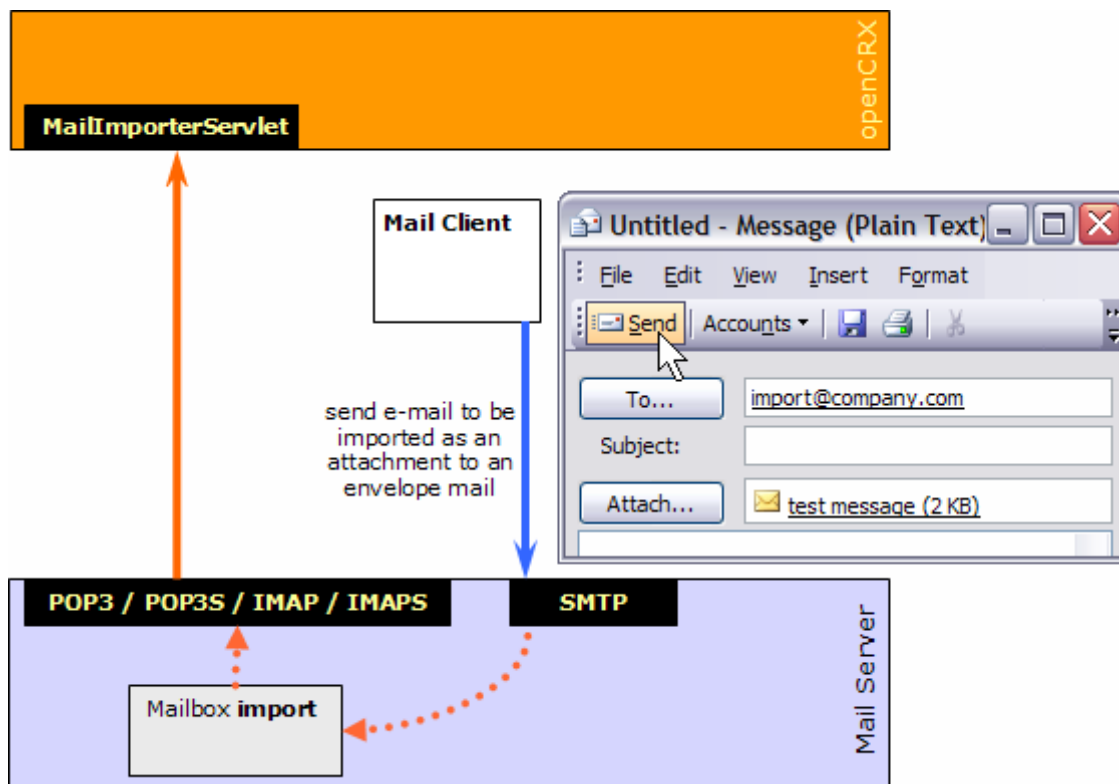 openCRX
MailImporterServlet
Mail Client
Untitled - Message (Plain Text)
File Edit View Insert Format
Send Accounts
To... import@company.com
Subject:
Attach... test message (2 KB)
send e-mail to be
imported as an
attachment to an
envelope mail
POP3 / POP3S / IMAP / IMAPS
SMTP
Mailbox import
Mail Server